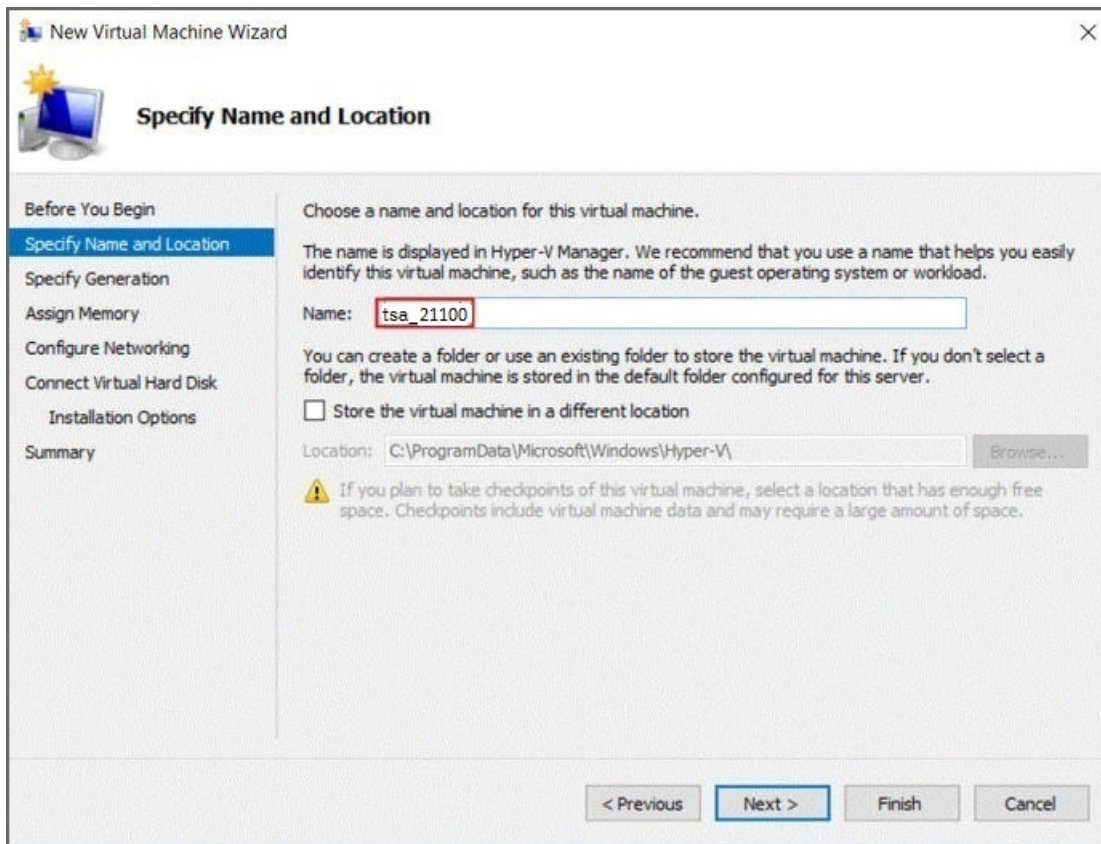 New Virtual Machine Wizard
Specify Name and Location
Before You Begin
Specify Name and Location
Specify Generation
Assign Memory
Configure Networking
Connect Virtual Hard Disk
Installation Options
Summary
Choose a name and location for this virtual machine.
The name is displayed in Hyper-V Manager. We recommend that you use a name that helps you easily
identify this virtual machine, such as the name of the guest operating system or workload.
Name: tsa_21100
You can create a folder or use an existing folder to store the virtual machine. If you don't select a
folder, the virtual machine is stored in the default folder configured for this server.
Store the virtual machine in a different location
Location: C:\ProgramData\Microsoft\Windows\Hyper-V\ Browse...
If you plan to take checkpoints of this virtual machine, select a location that has enough free
space. Checkpoints include virtual machine data and may require a large amount of space.
< Previous Next > Finish Cancel